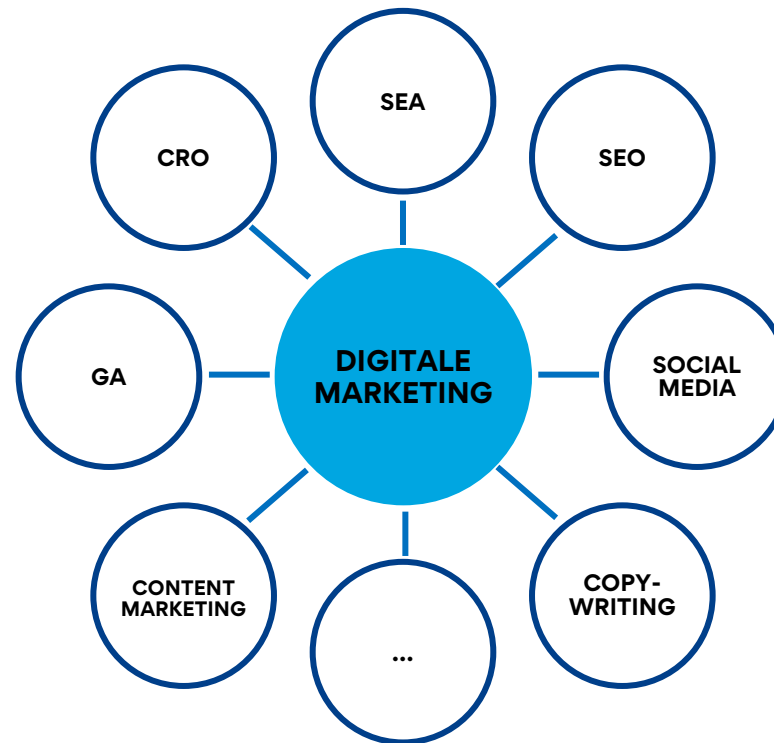 SEA
CRO
SEO
DIGITALE
MARKETING
GA
SOCIAL
MEDIA
CONTENT
MARKETING
COPY-
WRITING
...